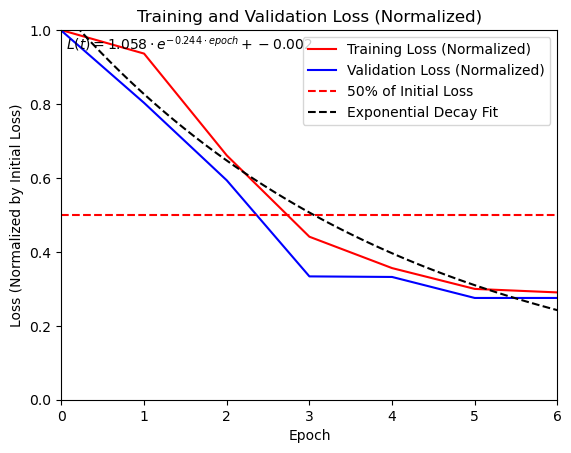 Training and Validation Loss (Normalized)
L(t) = 1.058 · e^{-0.244 · epoch} + -0.002
Training Loss (Normalized)
Validation Loss (Normalized)
50% of Initial Loss
Exponential Decay Fit
Loss (Normalized by Initial Loss)
1.0
0.8
0.6
0.4
0.2
0.0
0 1 2 3 4 5 6
Epoch